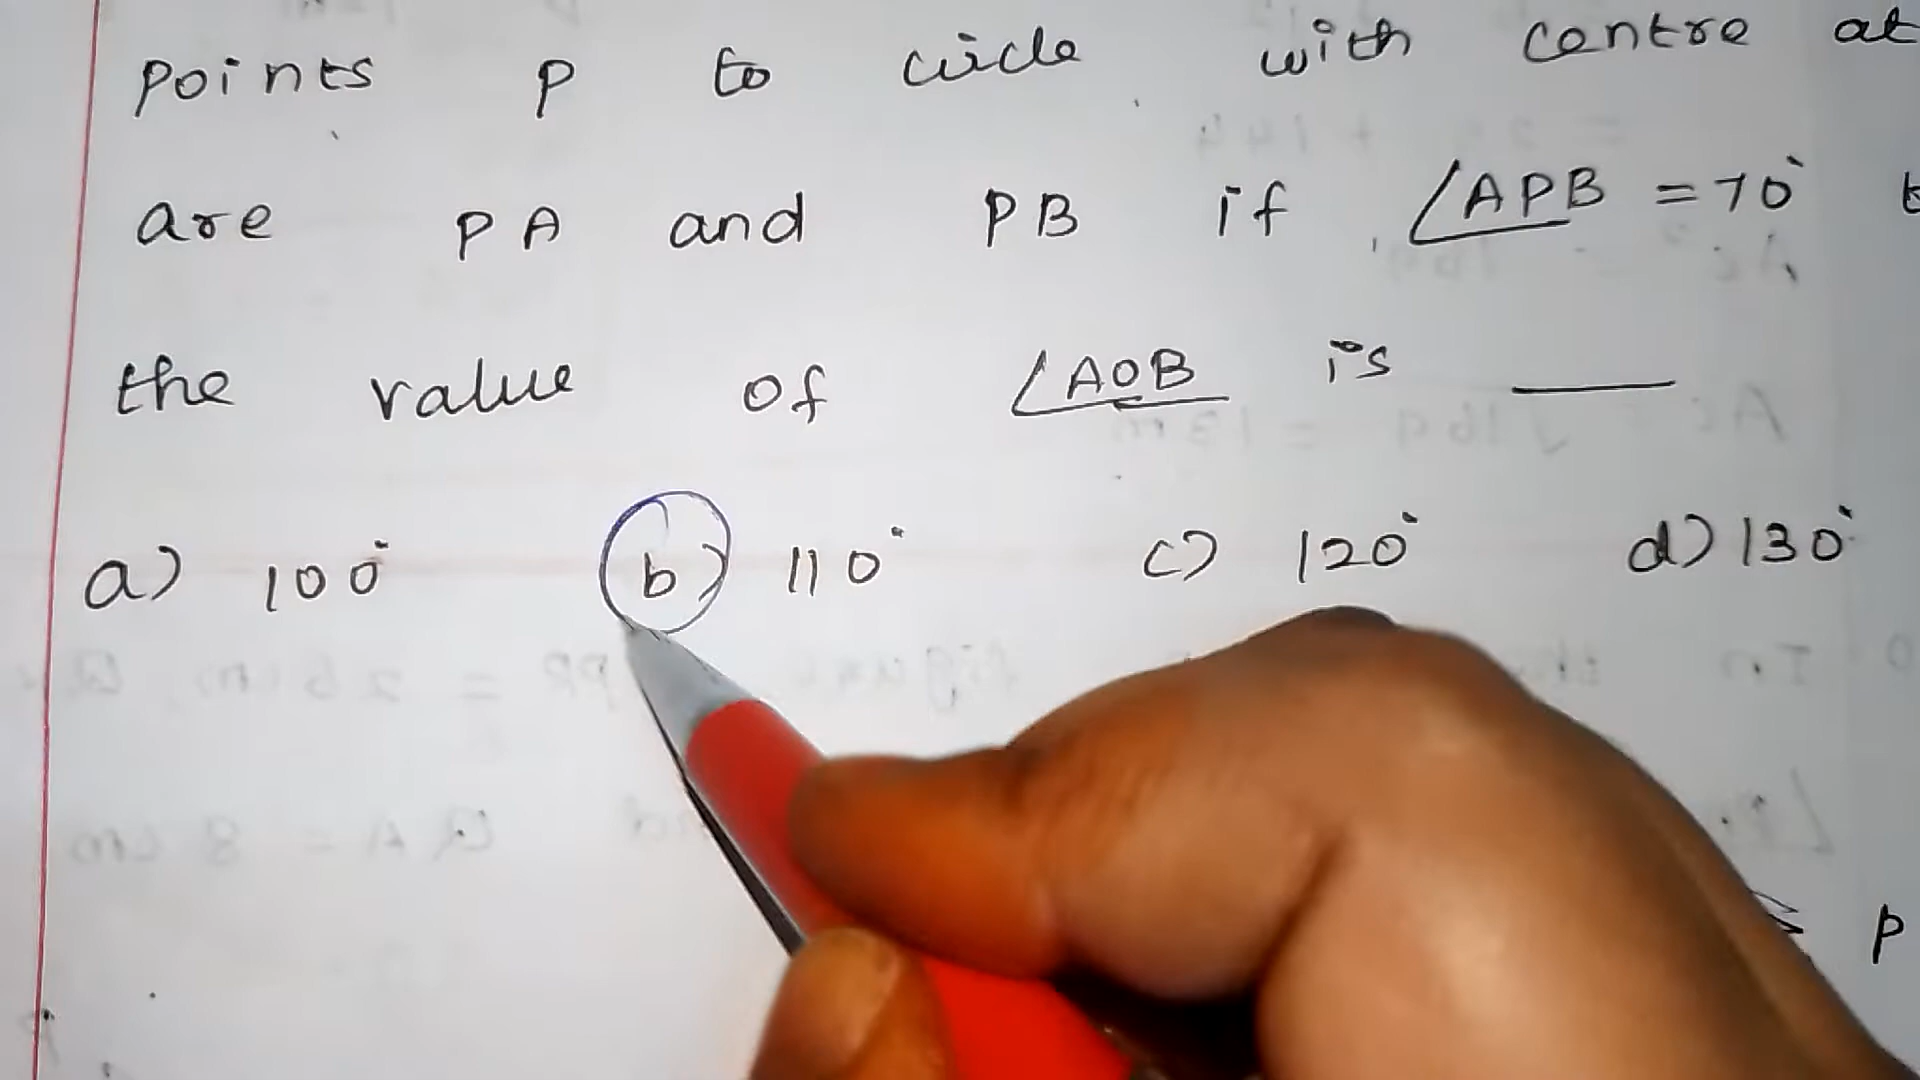 points P to circle with centre at
are PA and PB if ∠APB = 70°
the value of ∠AOB is ____
a) 100° b) 110° c) 120° d) 130°
P